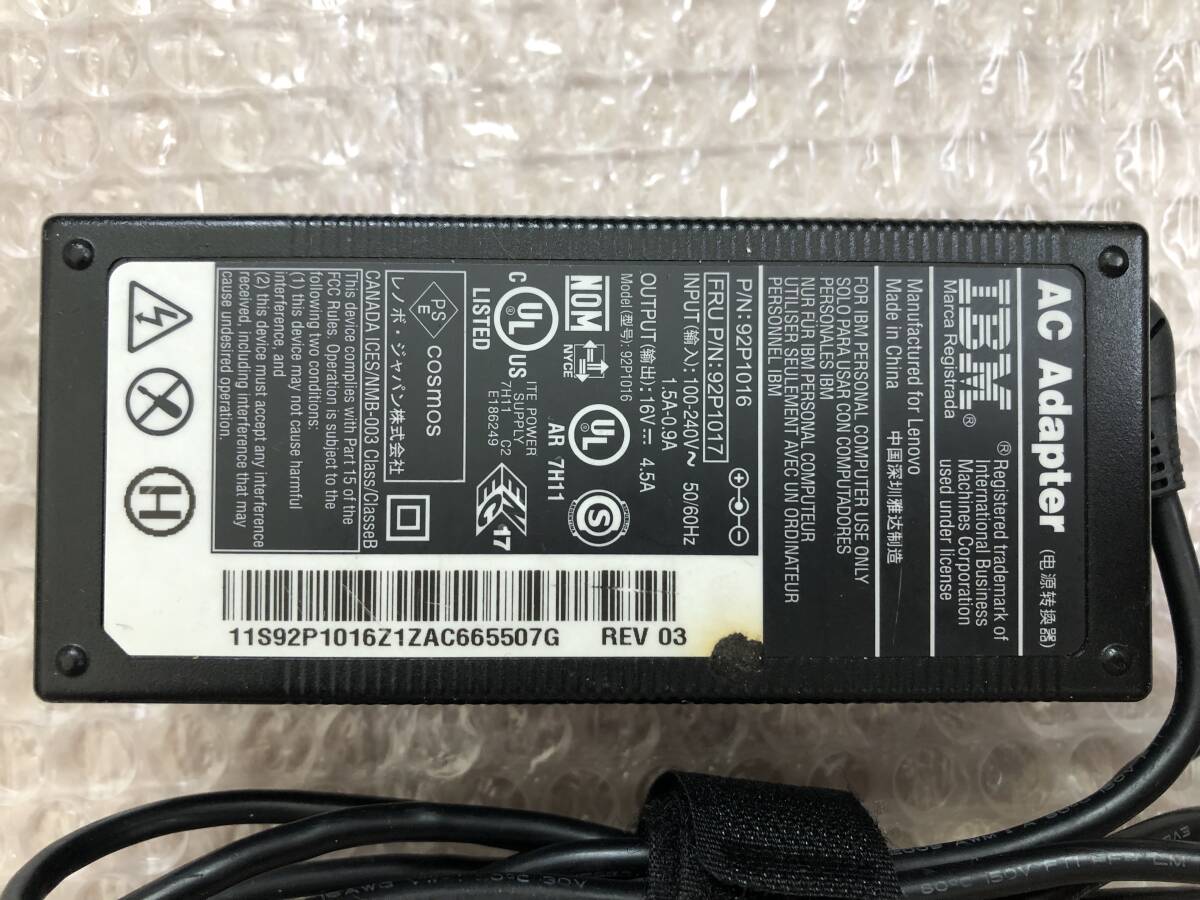 AC Adapter (电源转换器)
IBM®
Marca Registrada
®Registered trademark of
International Business
Machines Corporation
used under license
Manufactured for Lenovo
Made in China 中国深圳雅达制造
FOR IBM PERSONAL COMPUTER USE ONLY
SOLO PARA USAR CON COMPUTADORES
PERSONALES IBM
NUR FÜR IBM PERSONAL COMPUTEUR
UTILISER SEULEMENT AVEC UN ORDINATEUR
PERSONNEL IBM
P/N: 92P1016
FRU P/N: 92P1017
INPUT(输入): 100-240V~ 50/60Hz
1.5A-0.9A
OUTPUT(输出): 16V⎓ 4.5A
Model(型号): 92P1016
NOM
NYCE
UL
AR 7H11
S
C UL US
®
LISTED
ITE POWER
SUPPLY
7H11 C2
E186249
17
PS
E
COSMOS
レノボ・ジャパン株式会社
CANADA ICES/NMB-003 Class/ClasseB
This device complies with Part 15 of the
FCC Rules. Operation is subject to the
following two conditions:
(1) this device may not cause harmful
interference, and
(2) this device must accept any interference
received, including interference that may
cause undesired operation.
H
11S92P1016Z1ZAC665507G REV 03